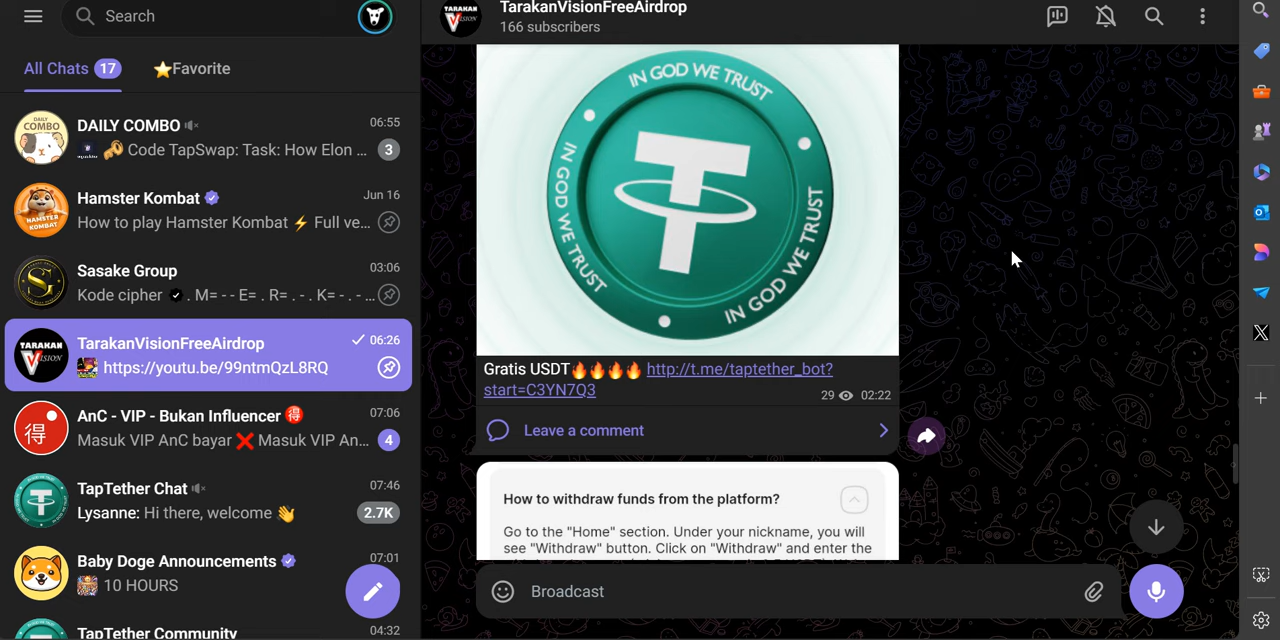 Search
All Chats 17
⭐Favorite
DAILY COMBO
06:55
🗝 Code TapSwap: Task: How Elon ...
3
Hamster Kombat
Jun 16
How to play Hamster Kombat ⚡ Full ve...
Sasake Group
03:06
Kode cipher ✔ . M= - - E= . R= . - . K= - . - ...
TarakanVisionFreeAirdrop
06:26
https://youtu.be/99ntmQzL8RQ
AnC - VIP - Bukan Influencer 🉐
07:06
Masuk VIP AnC bayar ❌ Masuk VIP An...
4
TapTether Chat
07:46
Lysanne: Hi there, welcome 👋
2.7K
Baby Doge Announcements
07:01
10 HOURS
TapTether Community
04:32
TARAKAN
VISION
TarakanVisionFreeAirdrop
166 subscribers
IN GOD WE TRUST
IN GOD WE TRUST
IN GOD WE TRUST
Gratis USDT🔥🔥🔥🔥 http://t.me/taptether_bot?
start=C3YN7Q3
29 02:22
Leave a comment
How to withdraw funds from the platform?
Go to the "Home" section. Under your nickname, you will
see "Withdraw" button. Click on "Withdraw" and enter the
Broadcast